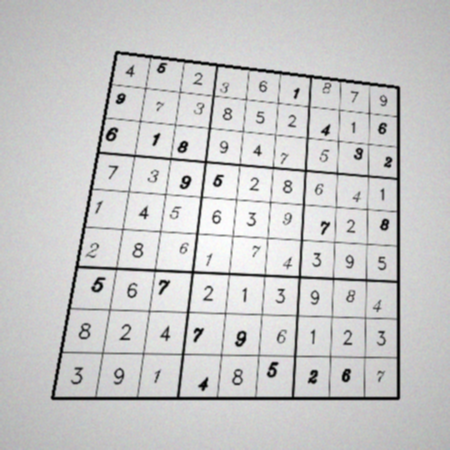 4 5 2 3 6 1 8 7 9
9 7 3 8 5 2 4 1 6
6 1 8 9 4 7 5 3 2
7 3 9 5 2 8 6 4 1
1 4 5 6 3 9 7 2 8
2 8 6 1 7 4 3 9 5
5 6 7 2 1 3 9 8 4
8 2 4 7 9 6 1 2 3
3 9 1 4 8 5 2 6 7